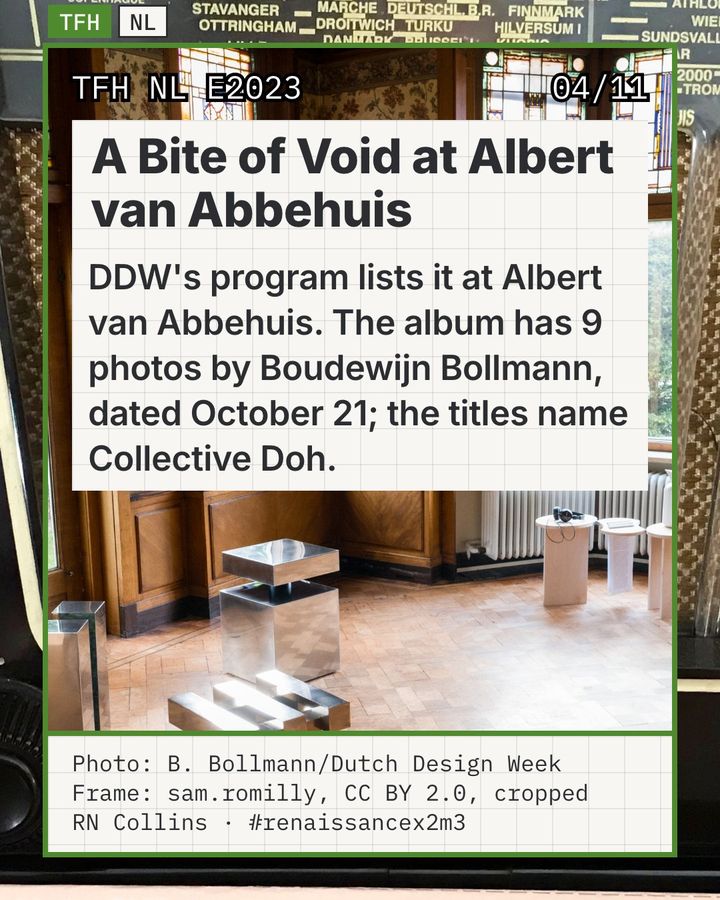 STAVANGER
OTTRINGHAM
MARCHE DEUTSCHL.B.R. FINNMARK
DROITWICH TURKU HILVERSUM I
SUNDSVALL
2000
TFH NL
TFH NL E2023 04/11
A Bite of Void at Albert
van Abbehuis
DDW's program lists it at Albert
van Abbehuis. The album has 9
photos by Boudewijn Bollmann,
dated October 21; the titles name
Collective Doh.
Photo: B. Bollmann/Dutch Design Week
Frame: sam.romilly, CC BY 2.0, cropped
RN Collins · #renaissancex2m3